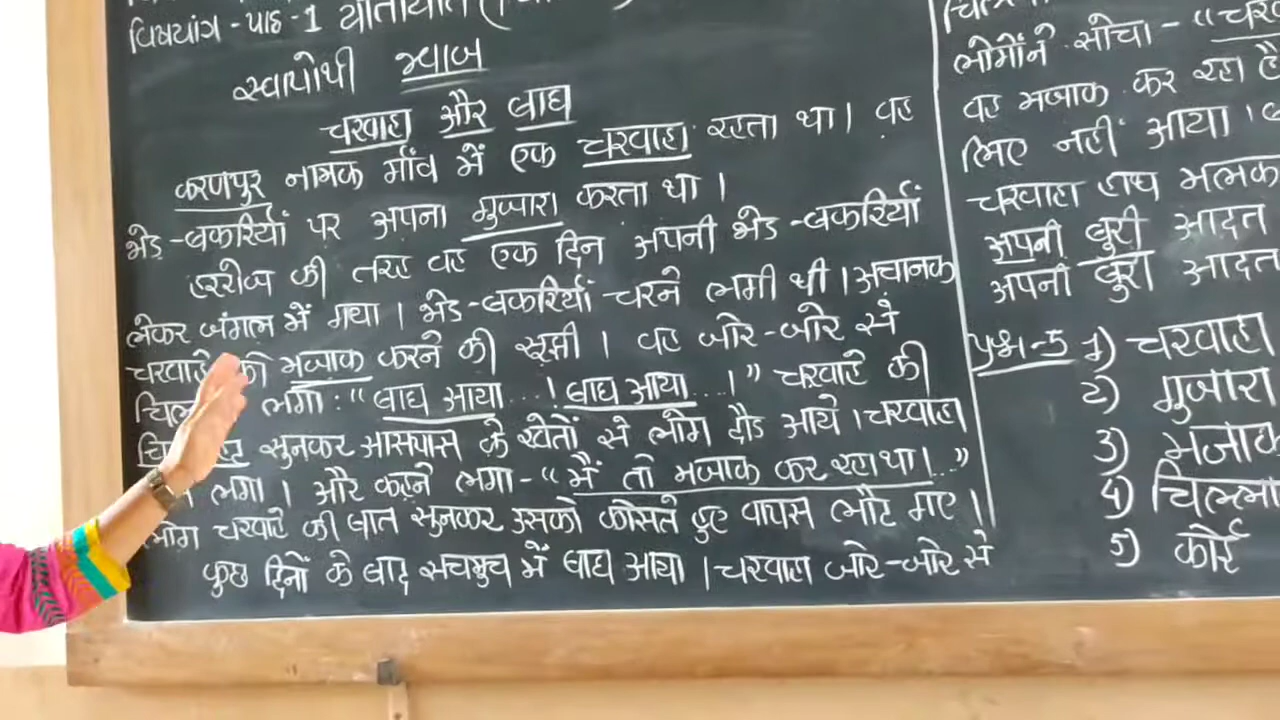 विषयांग - पाठ - 1 यातायात
स्वाध्यायपोथी भ्याज
चरवाहा और बाघ
करणपुर नामक गाँव में एक चरवाहा रहता था। वह
भेड़-बकरियाँ पर अपना गुजारा करता था।
हररोज की तरह वह एक दिन अपनी भेड-बकरियाँ
लेकर जंगल में गया। भेड-बकरियाँ चरने लगी थी। अचानक
चरवाहे को मजाक करने की सूझी। वह जोरे-जोरे से
लगा: "बाघ आया...! बाघ आया...!" चरवाहे की
सुनकर आसपास के खेतों से लोग दौड आये। चरवाहा
लगा। और कहने लगा-"मैं तो मजाक कर रहा था।.."
लोग चरवाहे की बात सुनकर उसको कोसते हुए वापस लौट गए।
कुछ दिनों के बाद सचमुच में बाघ आया। चरवाहा जोरे-जोरे से
लोगोंने सोचा-"
वह मजाक कर रहा है
लिए नहीं आया।
चरवाहा हाथ मलक
अपनी बुरी आदत
अपनी बुरी आदत
प्रश्न-5 1) चरवाहा
2) गुजारा
3) मजाक
4) चिल्ला
5) कोई